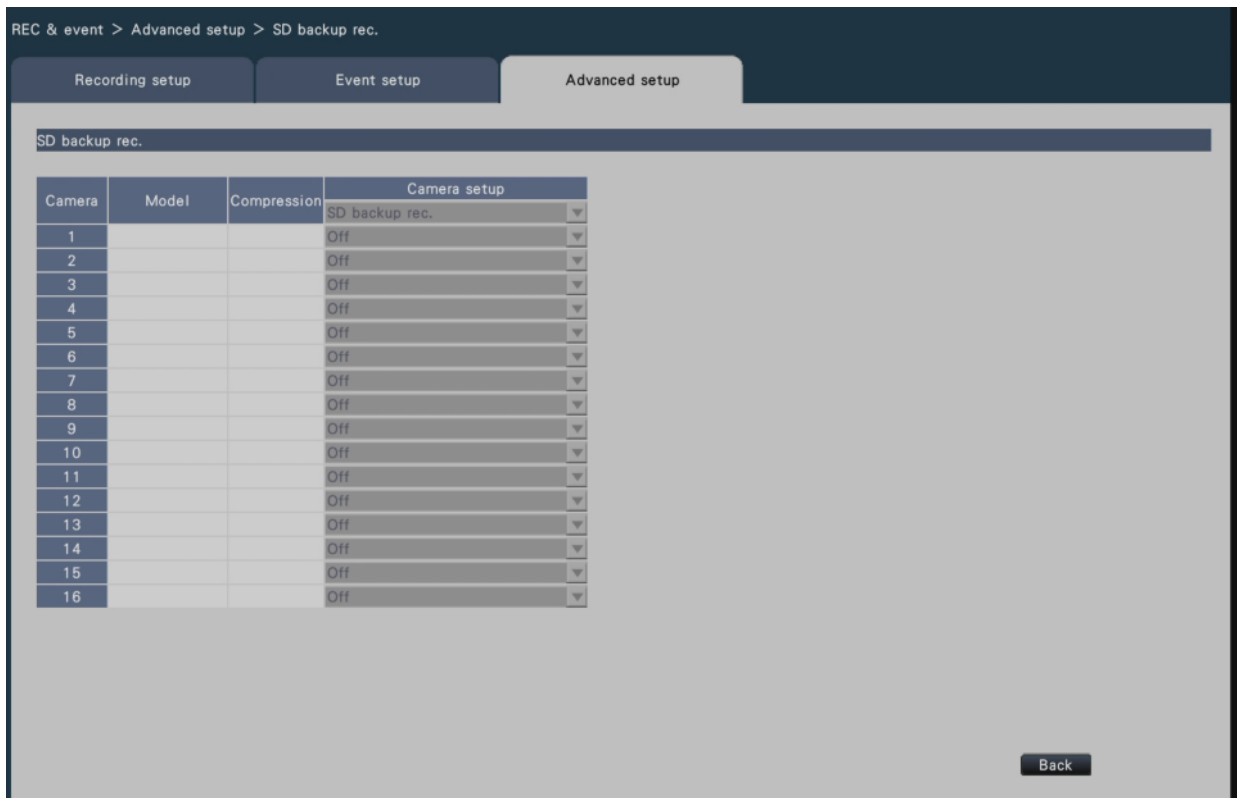 REC & event > Advanced setup > SD backup rec.
Recording setup Event setup Advanced setup
SD backup rec.
Camera Model Compression Camera setup
SD backup rec.
1 Off
2 Off
3 Off
4 Off
5 Off
6 Off
7 Off
8 Off
9 Off
10 Off
11 Off
12 Off
13 Off
14 Off
15 Off
16 Off
Back